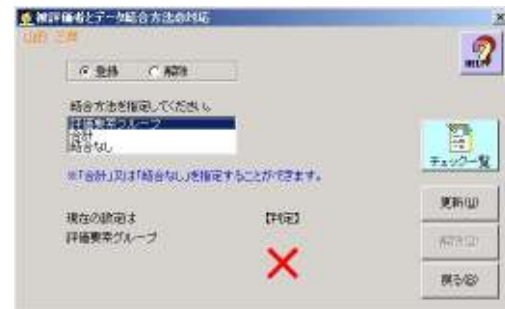 被評価者とデータ結合方法の対応
山田 三郎
HELP
登録 解除
結合方法を指定してください。
評価要素グループ
合計
結合なし
チェック一覧
※「合計」又は「結合なし」を指定することができます。
現在の設定は 【判定】
評価要素グループ
更新(U)
解除(D)
戻る(B)